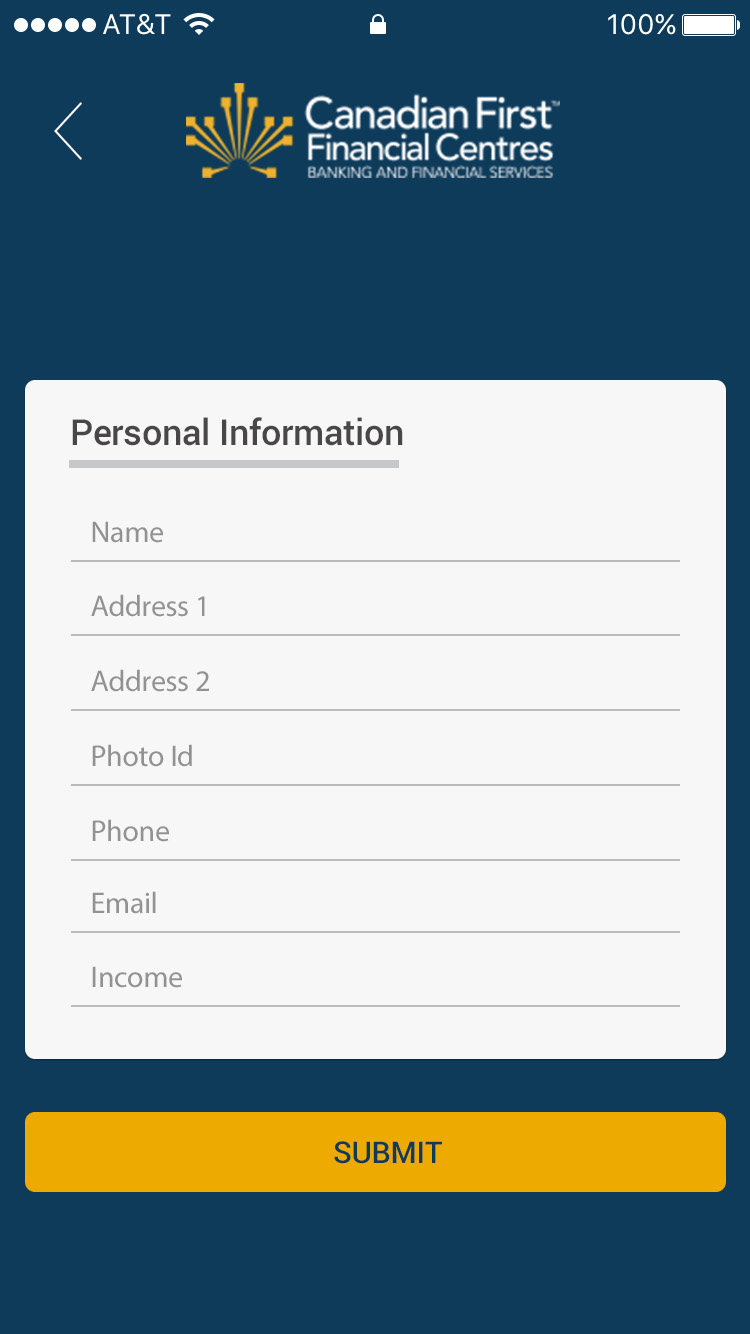 AT&T 100%
Canadian First™
Financial Centres
BANKING AND FINANCIAL SERVICES
Personal Information
Name
Address 1
Address 2
Photo Id
Phone
Email
Income
SUBMIT